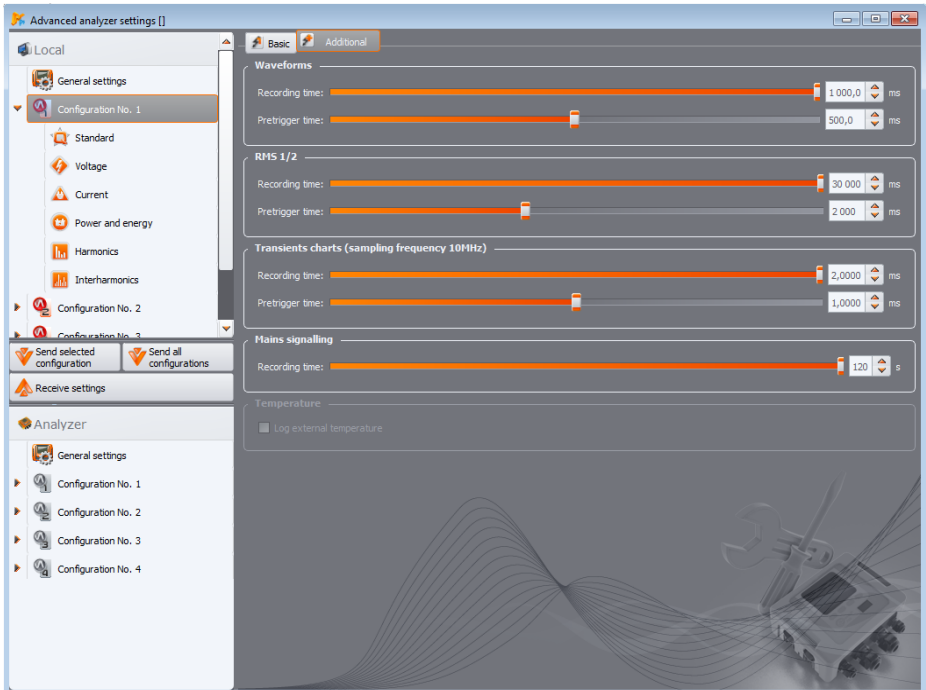 Advanced analyzer settings []
Local
General settings
Configuration No. 1
Standard
Voltage
Current
Power and energy
Harmonics
Interharmonics
Configuration No. 2
Configuration No. 3
Send selected
configuration
Send all
configurations
Receive settings
Analyzer
General settings
Configuration No. 1
Configuration No. 2
Configuration No. 3
Configuration No. 4
Basic
Additional
Waveforms
Recording time: 1 000,0 ms
Pretrigger time: 500,0 ms
RMS 1/2
Recording time: 30 000 ms
Pretrigger time: 2 000 ms
Transients charts (sampling frequency 10MHz)
Recording time: 2,0000 ms
Pretrigger time: 1,0000 ms
Mains signalling
Recording time: 120 s
Temperature
Log external temperature